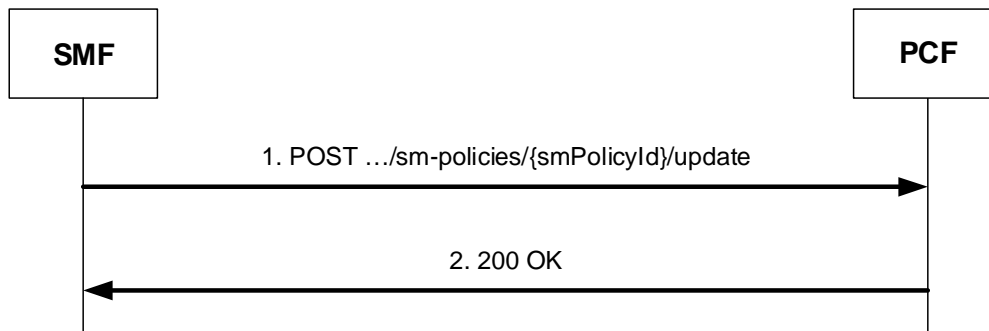 SMF
PCF
1. POST …/sm-policies/{smPolicyId}/update
2. 200 OK